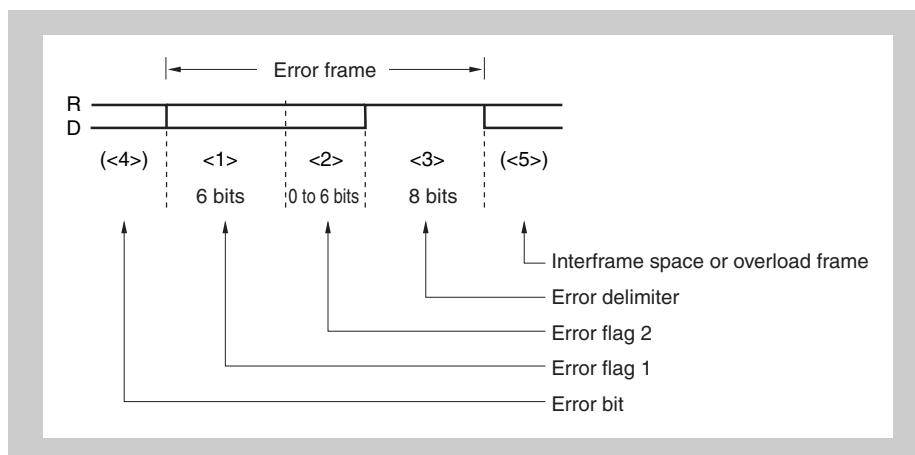 Error frame
R
D
(<4>) <1> <2> <3> (<5>)
6 bits 0 to 6 bits 8 bits
Interframe space or overload frame
Error delimiter
Error flag 2
Error flag 1
Error bit